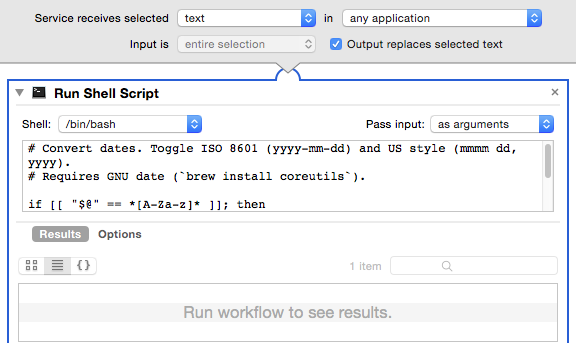 Service receives selected text in any application
Input is entire selection Output replaces selected text
Run Shell Script
Shell: /bin/bash Pass input: as arguments
# Convert dates. Toggle ISO 8601 (yyyy-mm-dd) and US style (mmmm dd,
yyyy).
# Requires GNU date (`brew install coreutils`).
if [[ "$@" == *[A-Za-z]* ]]; then
Results Options
1 item
Run workflow to see results.